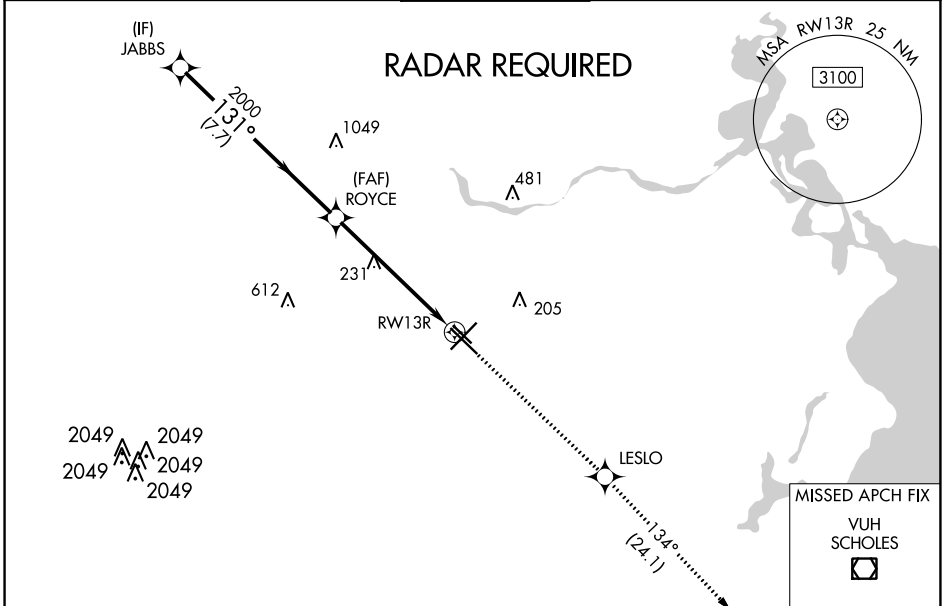 (IF)
JABBS
RADAR REQUIRED
MSA RW13R 25 NM
3100
2000
131°
(7.7)
1049
(FAF)
ROYCE
481
231
612
205
RW13R
2049
2049
2049
2049
2049
LESLO
134°
(24.1)
MISSED APCH FIX
VUH
SCHOLES